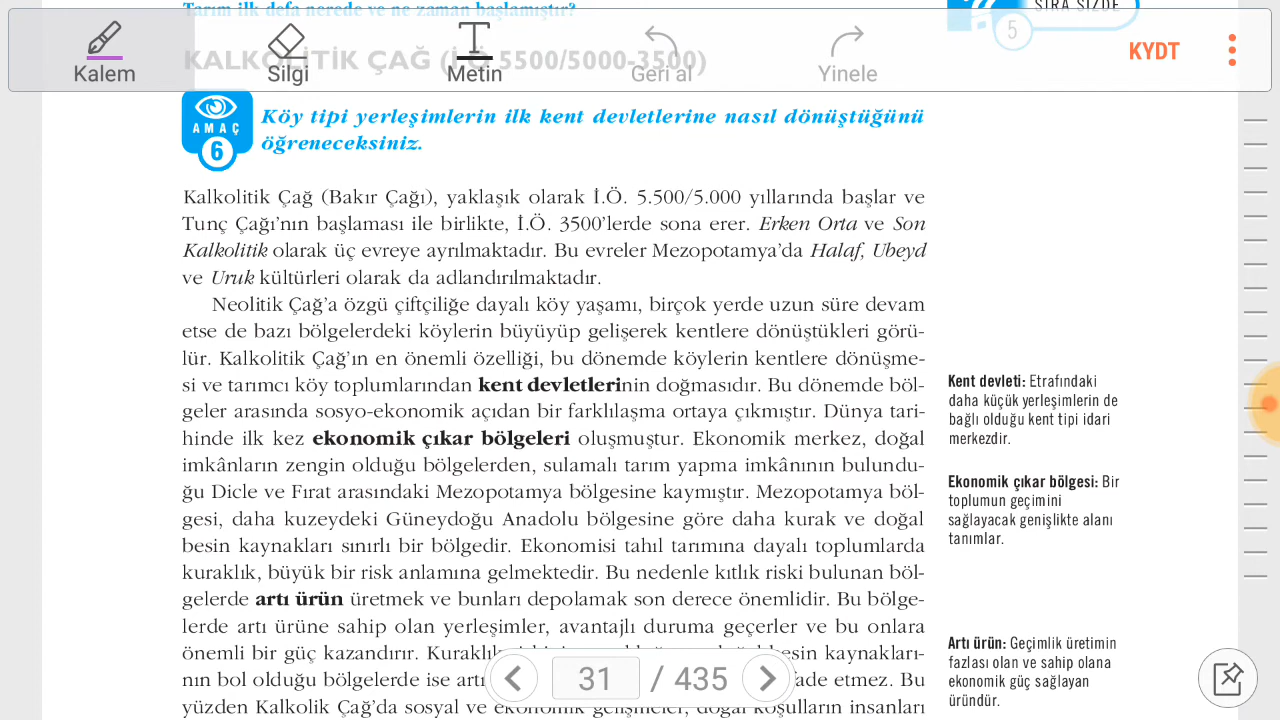 Tarım ilk defa nerede ve ne zaman başlamıştır?
SIRA SİZDE
5
KALKOLİTİK ÇAĞ (İ.Ö 5500/5000-3500)
Kalem
Silgi
Metin
Geri al
Yinele
KYDT
AMAÇ
6
Köy tipi yerleşimlerin ilk kent devletlerine nasıl dönüştüğünü
öğreneceksiniz.
Kalkolitik Çağ (Bakır Çağı), yaklaşık olarak İ.Ö. 5.500/5.000 yıllarında başlar ve
Tunç Çağı'nın başlaması ile birlikte, İ.Ö. 3500'lerde sona erer. Erken Orta ve Son
Kalkolitik olarak üç evreye ayrılmaktadır. Bu evreler Mezopotamya'da Halaf, Ubeyd
ve Uruk kültürleri olarak da adlandırılmaktadır.
Neolitik Çağ'a özgü çiftçiliğe dayalı köy yaşamı, birçok yerde uzun süre devam
etse de bazı bölgelerdeki köylerin büyüyüp gelişerek kentlere dönüştükleri görü-
lür. Kalkolitik Çağ'ın en önemli özelliği, bu dönemde köylerin kentlere dönüşme-
si ve tarımcı köy toplumlarından kent devletlerinin doğmasıdır. Bu dönemde böl-
geler arasında sosyo-ekonomik açıdan bir farklılaşma ortaya çıkmıştır. Dünya tari-
hinde ilk kez ekonomik çıkar bölgeleri oluşmuştur. Ekonomik merkez, doğal
imkânların zengin olduğu bölgelerden, sulamalı tarım yapma imkânının bulundu-
ğu Dicle ve Fırat arasındaki Mezopotamya bölgesine kaymıştır. Mezopotamya böl-
gesi, daha kuzeydeki Güneydoğu Anadolu bölgesine göre daha kurak ve doğal
besin kaynakları sınırlı bir bölgedir. Ekonomisi tahıl tarımına dayalı toplumlarda
kuraklık, büyük bir risk anlamına gelmektedir. Bu nedenle kıtlık riski bulunan böl-
gelerde artı ürün üretmek ve bunları depolamak son derece önemlidir. Bu bölge-
lerde artı ürüne sahip olan yerleşimler, avantajlı duruma geçerler ve bu onlara
önemli bir güç kazandırır. Kuraklık besin kaynakları-
nın bol olduğu bölgelerde ise artı etmez. Bu
yüzden Kalkolik Çağ'da sosyal ve ekonomik gelişmeler, doğal koşulların insanları
Kent devleti: Etrafındaki
daha küçük yerleşimlerin de
bağlı olduğu kent tipi idari
merkezdir.
Ekonomik çıkar bölgesi: Bir
toplumun geçimini
sağlayacak genişlikte alanı
tanımlar.
Artı ürün: Geçimlik üretimin
fazlası olan ve sahip olana
ekonomik güç sağlayan
üründür.
31 / 435